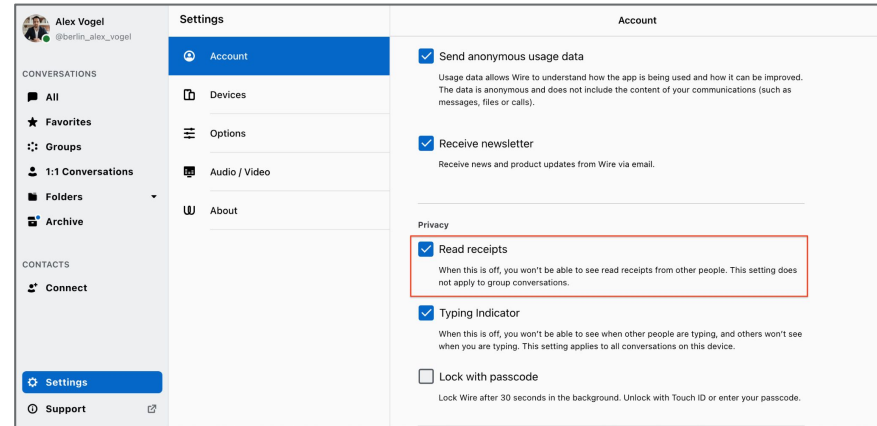 Alex Vogel
@berlin_alex_vogel
CONVERSATIONS
All
Favorites
Groups
1:1 Conversations
Folders
Archive
CONTACTS
Connect
Settings
Support
Settings
Account
Devices
Options
Audio / Video
About
Account
Send anonymous usage data
Usage data allows Wire to understand how the app is being used and how it can be improved.
The data is anonymous and does not include the content of your communications (such as
messages, files or calls).
Receive newsletter
Receive news and product updates from Wire via email.
Privacy
Read receipts
When this is off, you won't be able to see read receipts from other people. This setting does
not apply to group conversations.
Typing Indicator
When this is off, you won't be able to see when other people are typing, and others won't see
when you are typing. This setting applies to all conversations on this device.
Lock with passcode
Lock Wire after 30 seconds in the background. Unlock with Touch ID or enter your passcode.